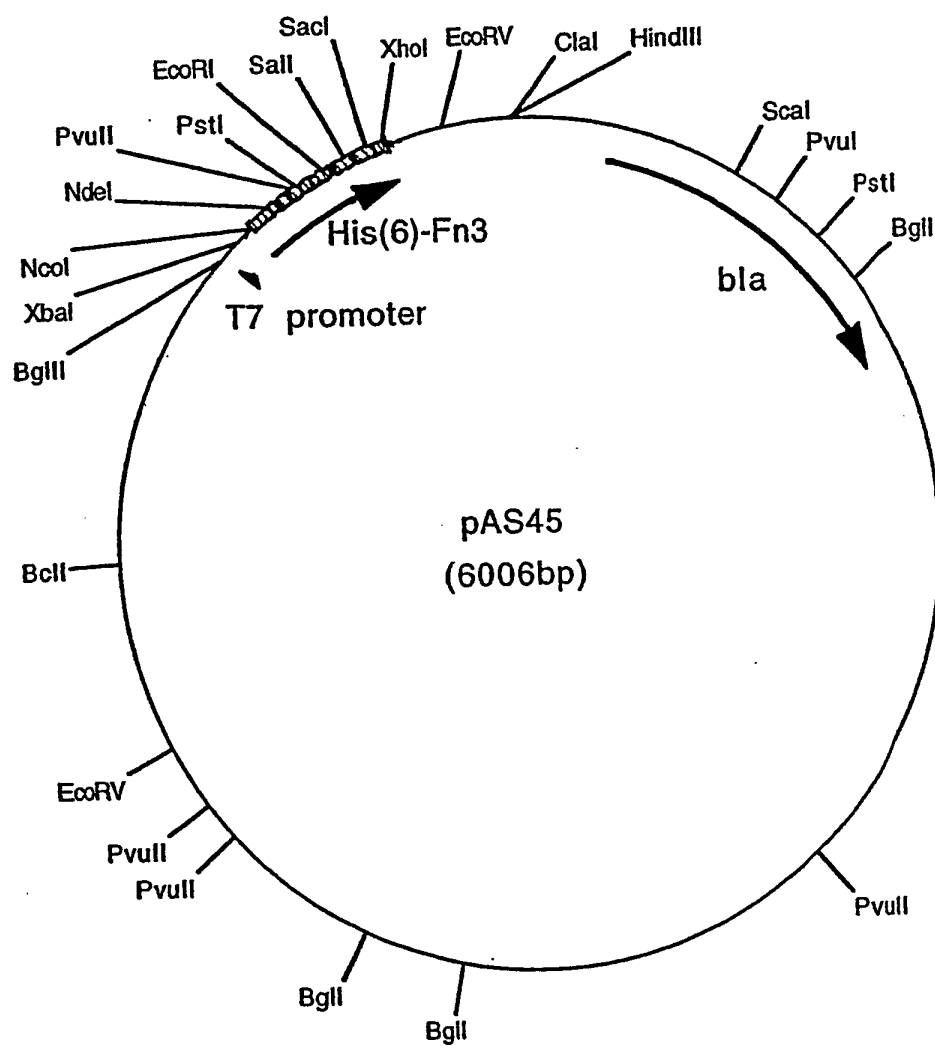 SacI
XhoI
EcoRV
ClaI
HindIII
EcoRI
SalI
ScaI
PvuII
PstI
PvuI
NdeI
PstI
His(6)-Fn3
BglI
NcoI
bla
XbaI
T7 promoter
BglII
pAS45
(6006bp)
BclI
EcoRV
PvuII
PvuII
PvuII
BglI
BglI